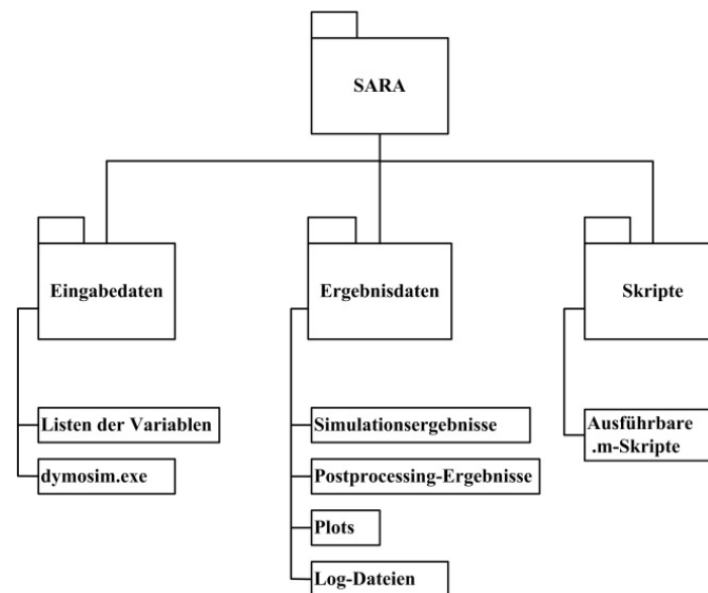 SARA
Eingabedaten
Ergebnisdaten
Skripte
Listen der Variablen
dymosim.exe
Simulationsergebnisse
Postprocessing-Ergebnisse
Plots
Log-Dateien
Ausführbare
.m-Skripte